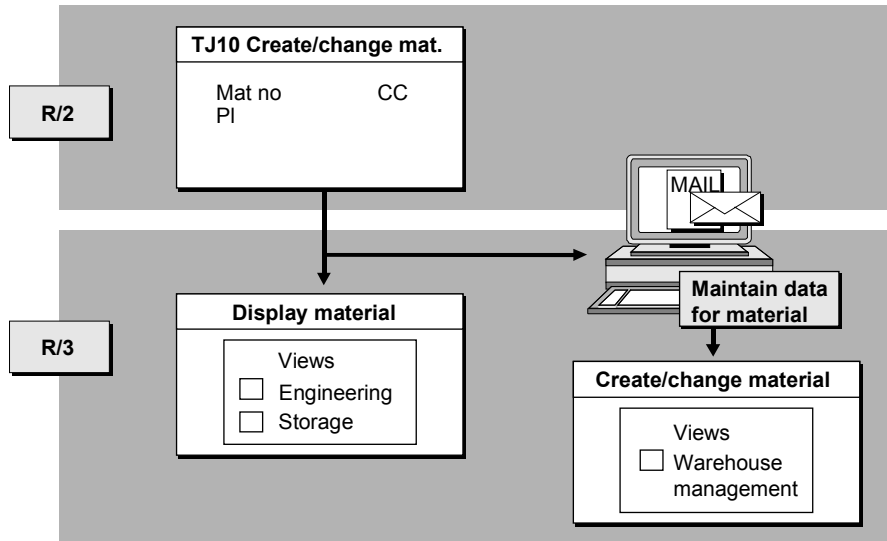 TJ10 Create/change mat.
Mat no CC
Pl
R/2
MAIL
Maintain data
for material
Display material
Views
Engineering
Storage
R/3
Create/change material
Views
Warehouse
management